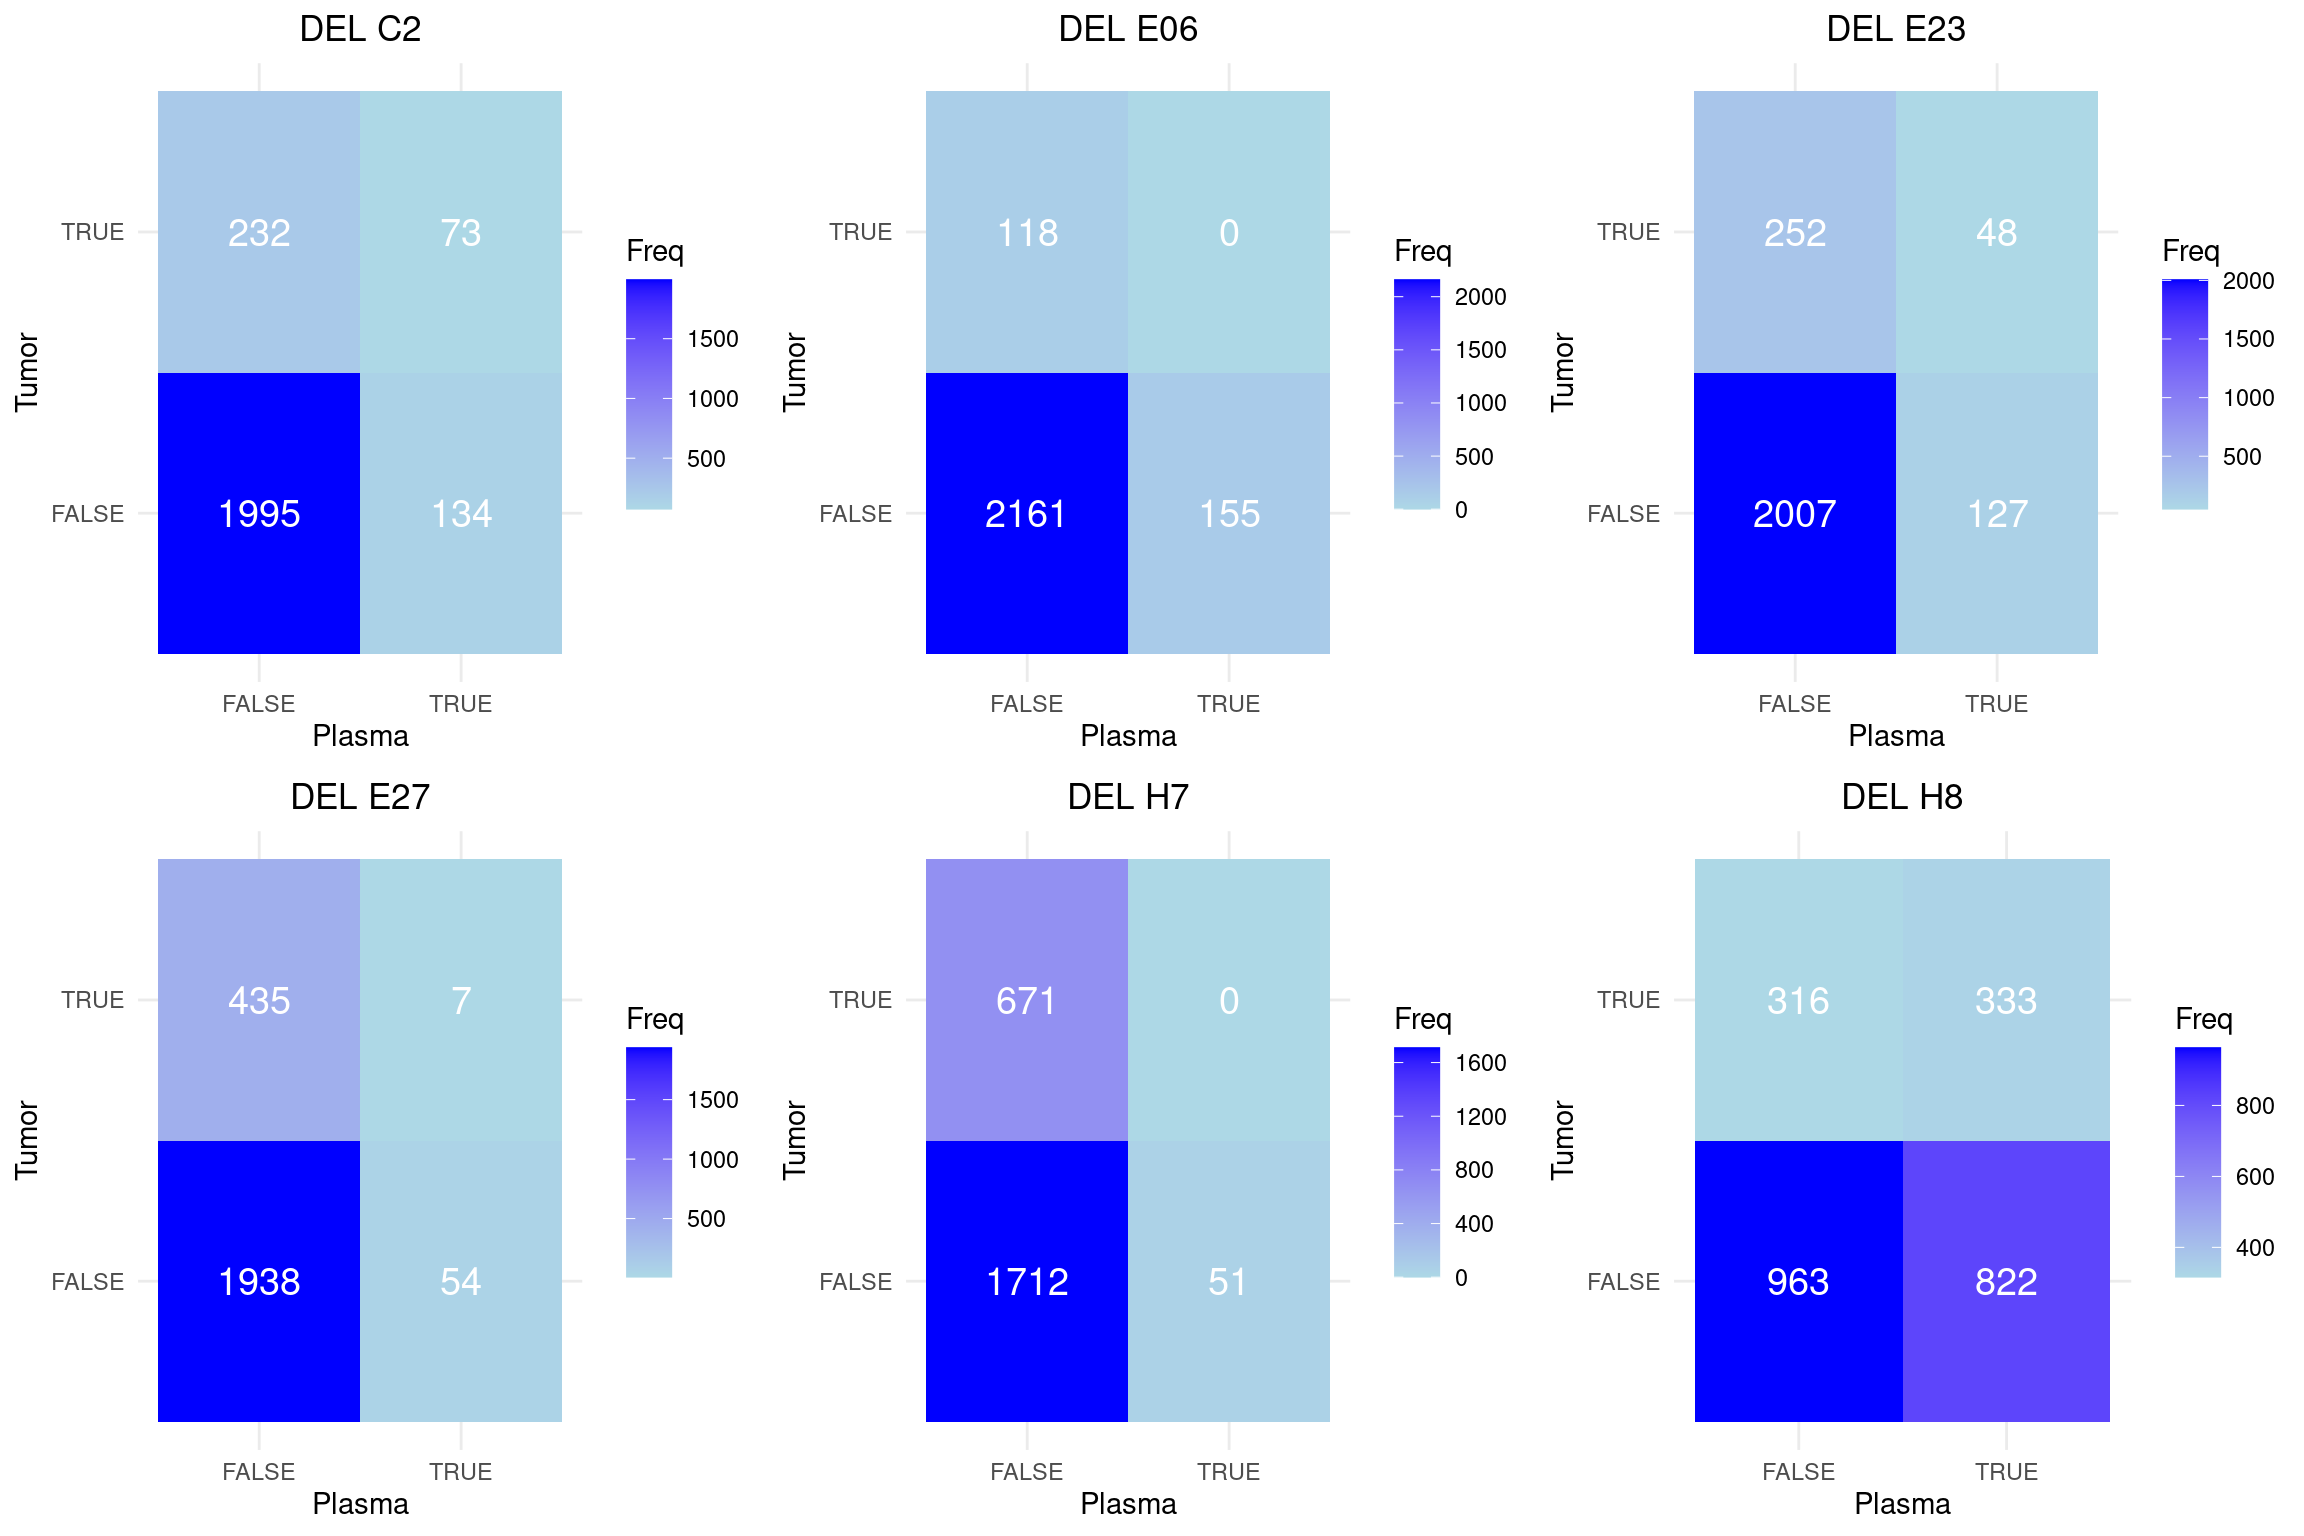 DEL C2
TRUE
FALSE
Tumor
232
73
1995
134
FALSE
TRUE
Plasma
Freq
1500
1000
500
DEL E06
TRUE
FALSE
Tumor
118
0
2161
155
FALSE
TRUE
Plasma
Freq
2000
1500
1000
500
0
DEL E23
TRUE
FALSE
Tumor
252
48
2007
127
FALSE
TRUE
Plasma
Freq
2000
1500
1000
500
DEL E27
TRUE
FALSE
Tumor
435
7
1938
54
FALSE
TRUE
Plasma
Freq
1500
1000
500
DEL H7
TRUE
FALSE
Tumor
671
0
1712
51
FALSE
TRUE
Plasma
Freq
1600
1200
800
400
0
DEL H8
TRUE
FALSE
Tumor
316
333
963
822
FALSE
TRUE
Plasma
Freq
800
600
400